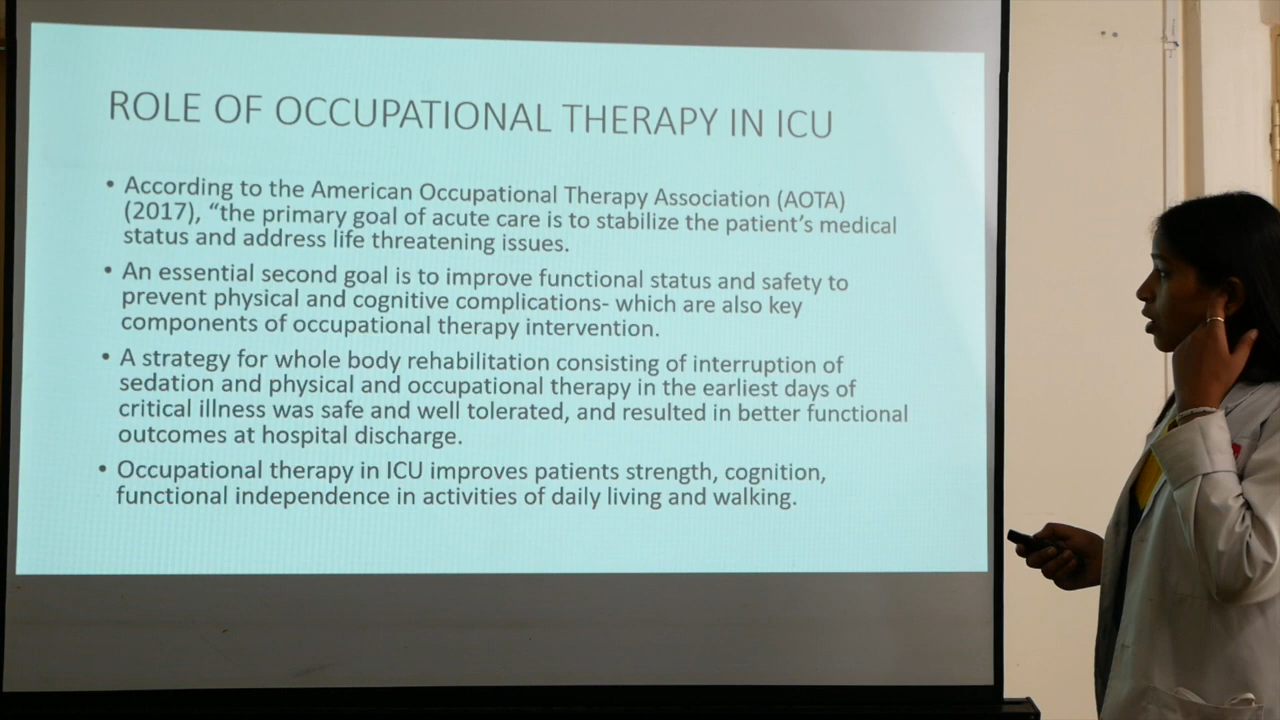 ROLE OF OCCUPATIONAL THERAPY IN ICU
• According to the American Occupational Therapy Association (AOTA)
(2017), “the primary goal of acute care is to stabilize the patient’s medical
status and address life threatening issues.
• An essential second goal is to improve functional status and safety to
prevent physical and cognitive complications- which are also key
components of occupational therapy intervention.
• A strategy for whole body rehabilitation consisting of interruption of
sedation and physical and occupational therapy in the earliest days of
critical illness was safe and well tolerated, and resulted in better functional
outcomes at hospital discharge.
• Occupational therapy in ICU improves patients strength, cognition,
functional independence in activities of daily living and walking.